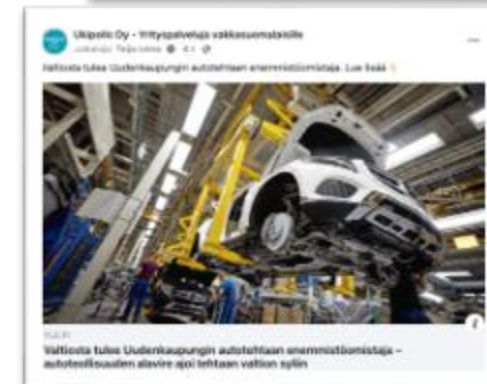 Ukipolis Oy - Yrityspalveluja vakkasuomalaisille
Valtiosta tulee Uudenkaupungin autotehtaan enemmistöomistaja. Lue lisää
Valtiosta tulee Uudenkaupungin autotehtaan enemmistöomistaja –
autoteollisuuden alavire ajoi tehtaan valtion syliin